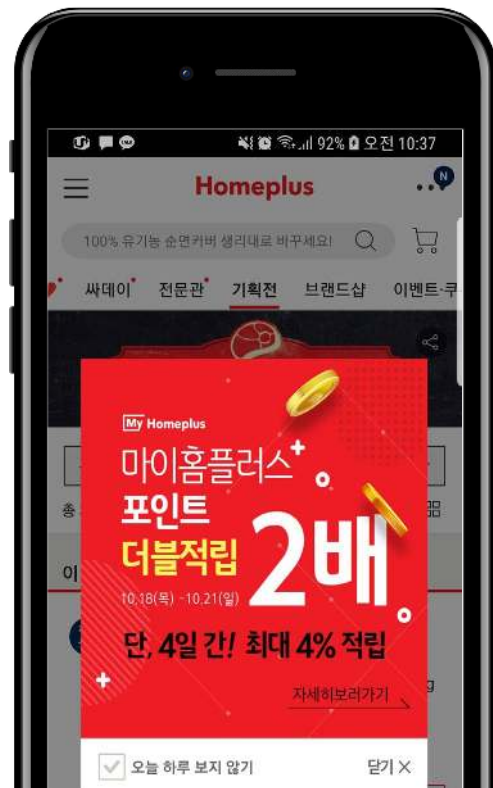 92% 오전 10:37
Homeplus
N
100% 유기농 순면커버 생리대로 바꾸세요!
싸데이 전문관 기획전 브랜드샵 이벤트·쿠
My Homeplus
마이홈플러스
포인트
더블적립
2배
10.18(목) ~10.21(일)
단, 4일 간! 최대 4% 적립
자세히보러가기
총
이
g
오늘 하루 보지 않기 닫기 ×